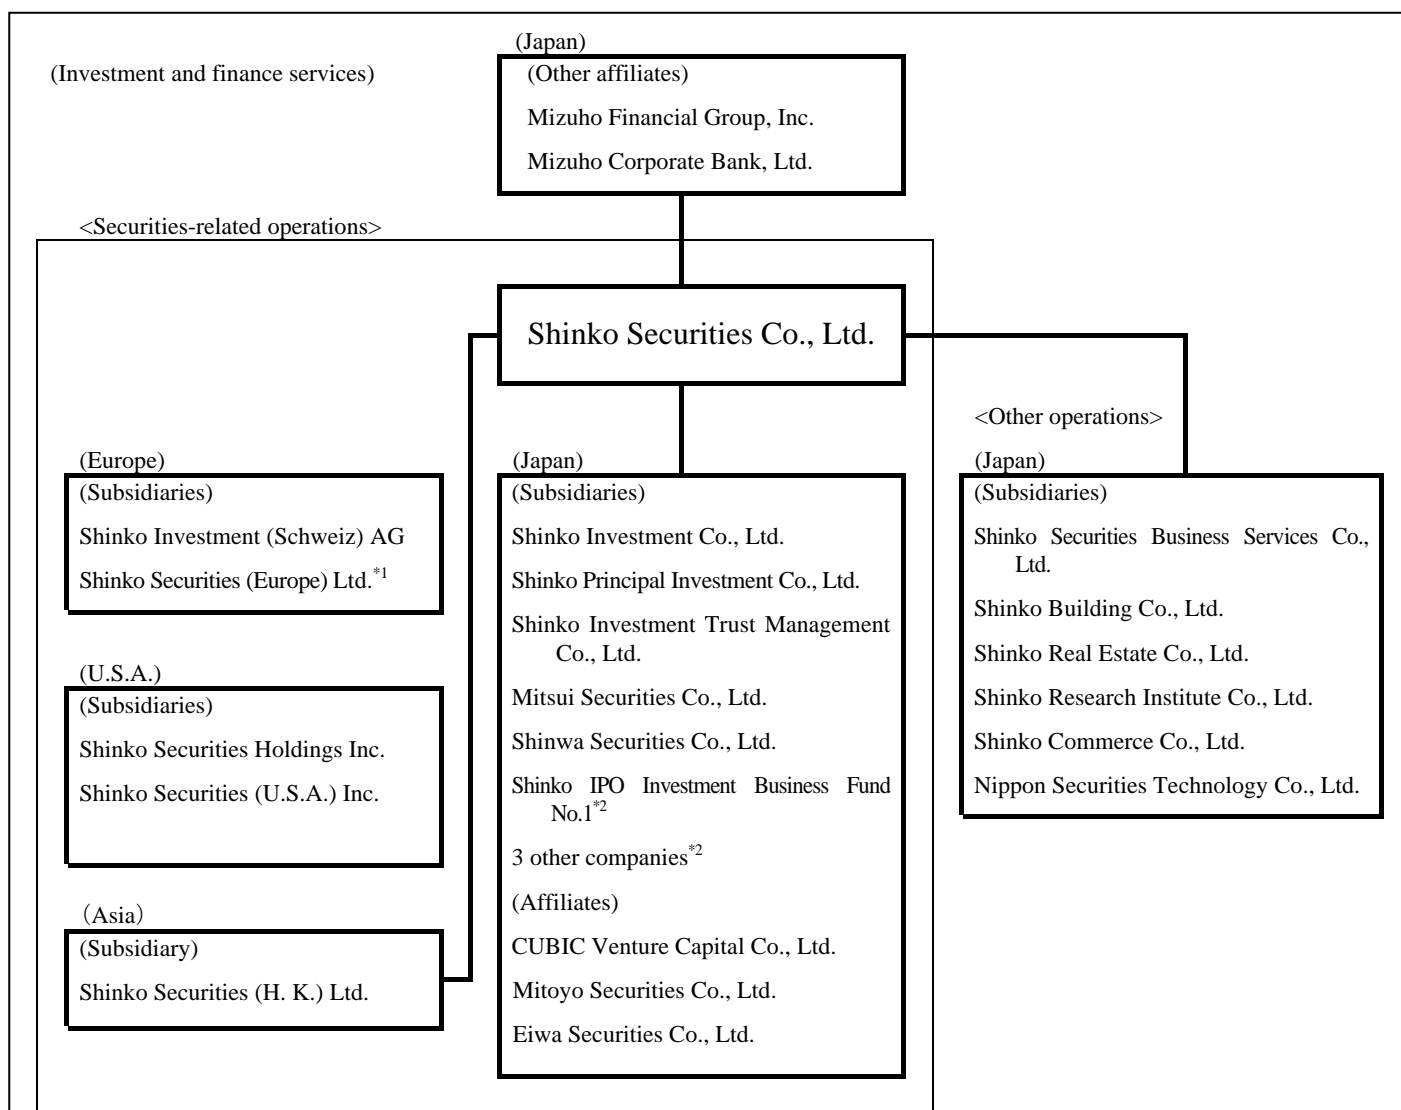 (Japan)
(Investment and finance services)
(Other affiliates)
Mizuho Financial Group, Inc.
Mizuho Corporate Bank, Ltd.
<Securities-related operations>
Shinko Securities Co., Ltd.
<Other operations>
(Europe)
(Subsidiaries)
Shinko Investment (Schweiz) AG
Shinko Securities (Europe) Ltd.*1
(U.S.A.)
(Subsidiaries)
Shinko Securities Holdings Inc.
Shinko Securities (U.S.A.) Inc.
（Asia）
(Subsidiary)
Shinko Securities (H. K.) Ltd.
(Japan)
(Subsidiaries)
Shinko Investment Co., Ltd.
Shinko Principal Investment Co., Ltd.
Shinko Investment Trust Management
Co., Ltd.
Mitsui Securities Co., Ltd.
Shinwa Securities Co., Ltd.
Shinko IPO Investment Business Fund
No.1*2
3 other companies*2
(Affiliates)
CUBIC Venture Capital Co., Ltd.
Mitoyo Securities Co., Ltd.
Eiwa Securities Co., Ltd.
(Japan)
(Subsidiaries)
Shinko Securities Business Services Co.,
Ltd.
Shinko Building Co., Ltd.
Shinko Real Estate Co., Ltd.
Shinko Research Institute Co., Ltd.
Shinko Commerce Co., Ltd.
Nippon Securities Technology Co., Ltd.